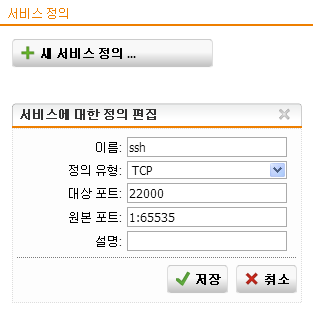 서비스 정의
새 서비스 정의 ...
서비스에 대한 정의 편집
이름: ssh
정의 유형: TCP
대상 포트: 22000
원본 포트: 1:65535
설명:
저장 취소